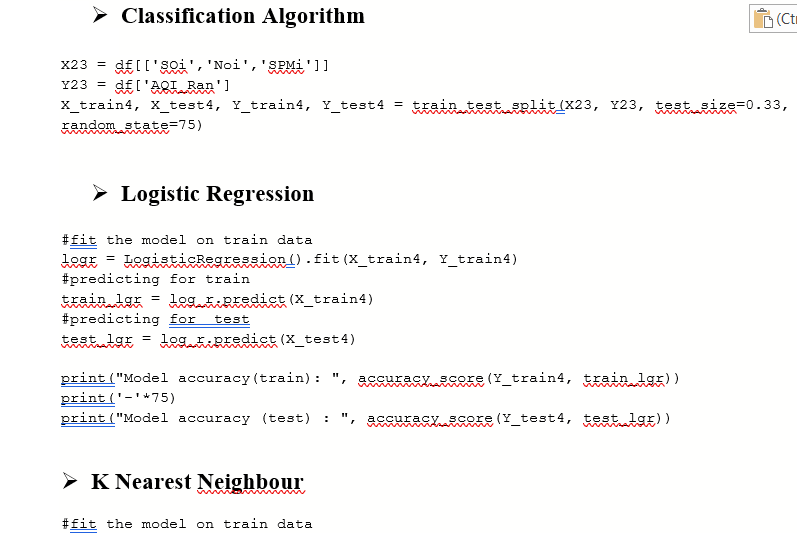 Classification Algorithm
(Ct
X23 = df[['SOi','Noi','SPMi']]
Y23 = df['AQI_Ran']
X_train4, X_test4, Y_train4, Y_test4 = train_test_split(X23, Y23, test_size=0.33,
random_state=75)
Logistic Regression
#fit the model on train data
logr = LogisticRegression().fit(X_train4, Y_train4)
#predicting for train
train_lgr = log_r.predict(X_train4)
#predicting for  test
test_lgr = log_r.predict(X_test4)
print("Model accuracy(train): ", accuracy_score(Y_train4, train_lgr))
print('-'*75)
print("Model accuracy (test) : ", accuracy_score(Y_test4, test_lgr))
K Nearest Neighbour
#fit the model on train data